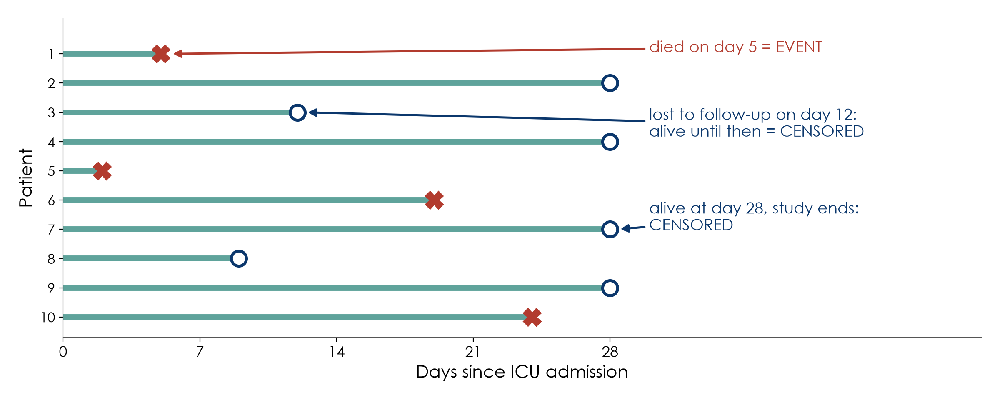 died on day 5 = EVENT
lost to follow-up on day 12:
alive until then = CENSORED
alive at day 28, study ends:
CENSORED
Patient
1
2
3
4
5
6
7
8
9
10
0 7 14 21 28
Days since ICU admission